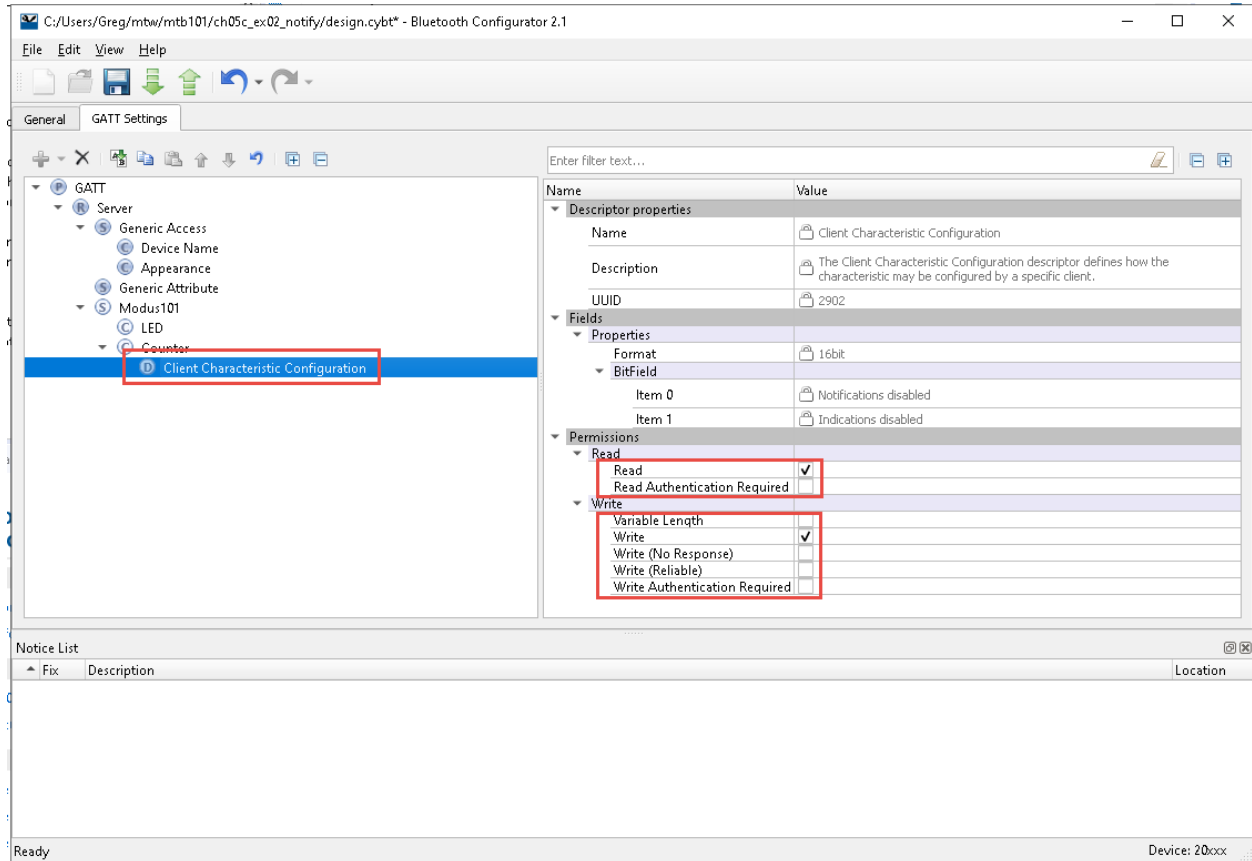 C:/Users/Greg/mtw/mtb101/ch05c_ex02_notify/design.cybt* - Bluetooth Configurator 2.1
File Edit View Help
General GATT Settings
Enter filter text...
GATT
Server
Generic Access
Device Name
Appearance
Generic Attribute
Modus101
LED
Counter
Client Characteristic Configuration
Name Value
Descriptor properties
Name Client Characteristic Configuration
Description The Client Characteristic Configuration descriptor defines how the
characteristic may be configured by a specific client.
UUID 2902
Fields
Properties
Format 16bit
BitField
Item 0 Notifications disabled
Item 1 Indications disabled
Permissions
Read
Read
Read Authentication Required
Write
Variable Length
Write
Write (No Response)
Write (Reliable)
Write Authentication Required
Notice List
Fix Description Location
Ready Device: 20xxx